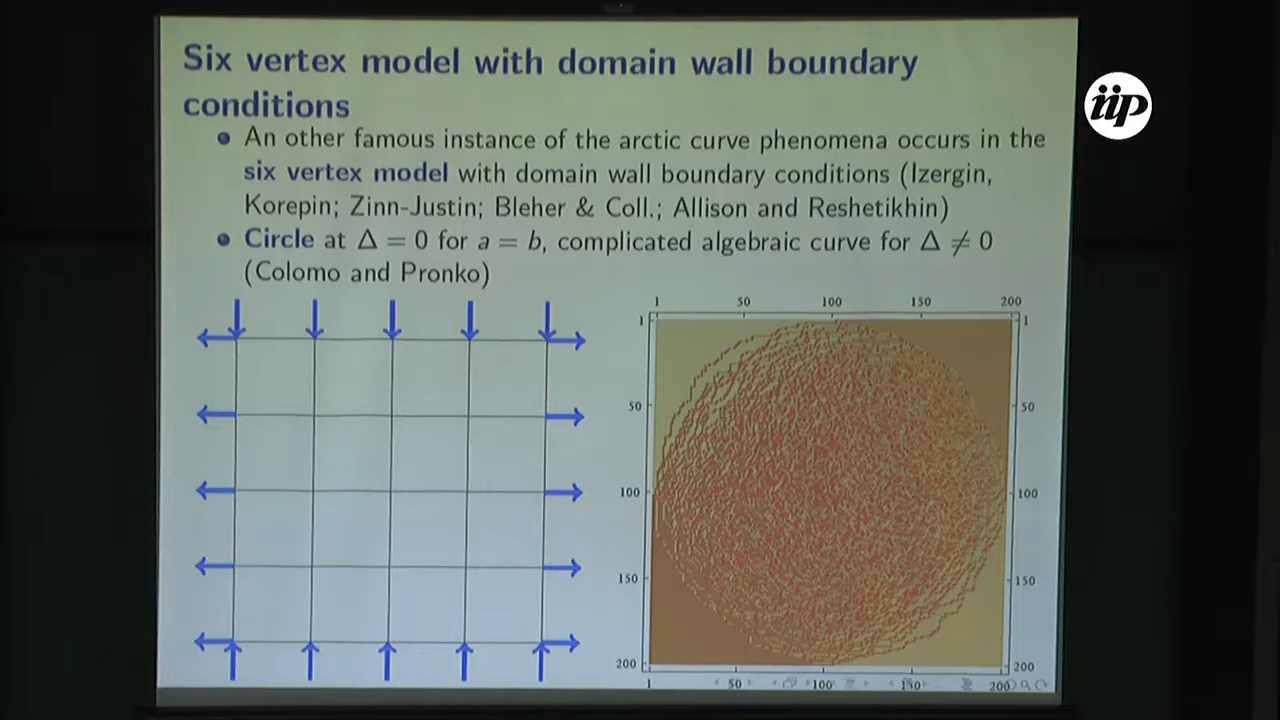 Six vertex model with domain wall boundary
conditions
An other famous instance of the arctic curve phenomena occurs in the
six vertex model with domain wall boundary conditions (Izergin,
Korepin; Zinn-Justin; Bleher & Coll.; Allison and Reshetikhin)
Circle at Δ = 0 for a = b, complicated algebraic curve for Δ ≠ 0
(Colomo and Pronko)
iip
1 50 100 150 200
1 1
50 50
100 100
150 150
200 200
1 50 100 150 200